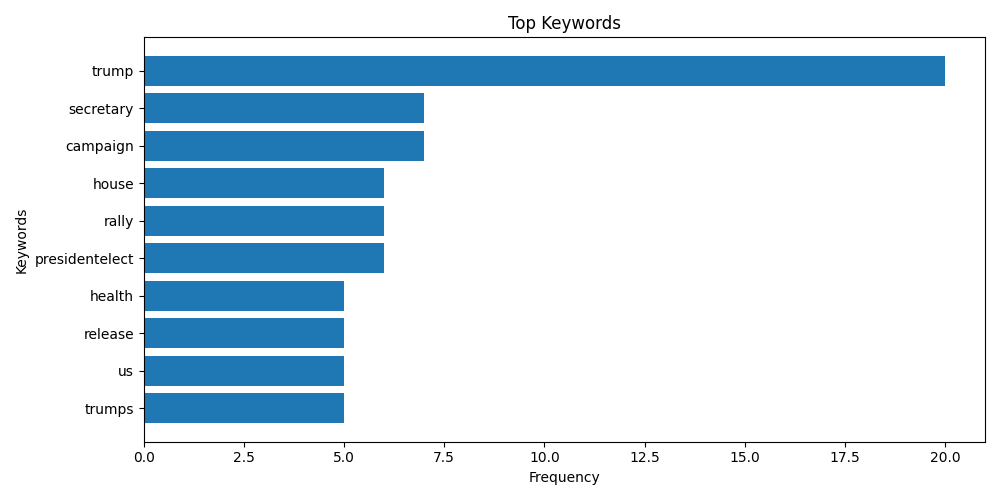 Top Keywords
Keywords
trump
secretary
campaign
house
rally
presidentelect
health
release
us
trumps
0.0 2.5 5.0 7.5 10.0 12.5 15.0 17.5 20.0
Frequency